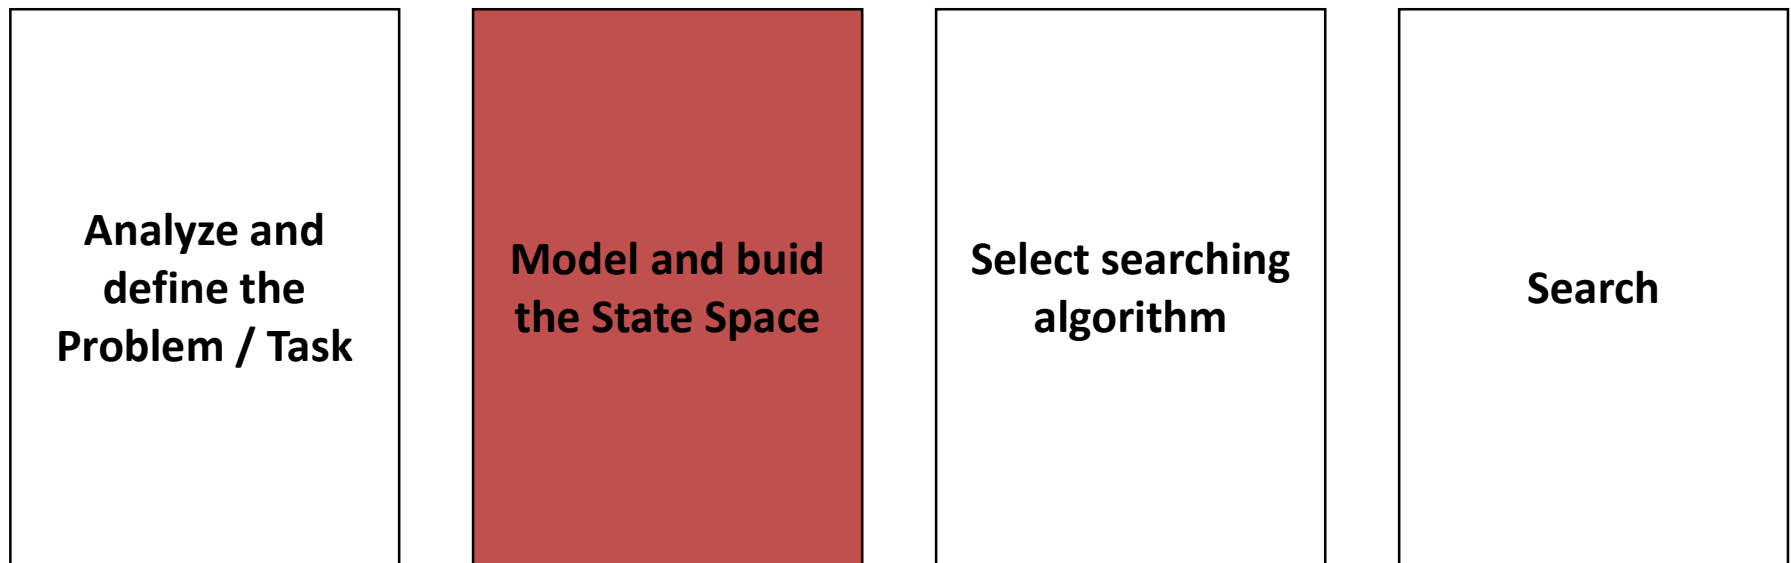 Analyze and
define the
Problem / Task
Model and buid
the State Space
Select searching
algorithm
Search